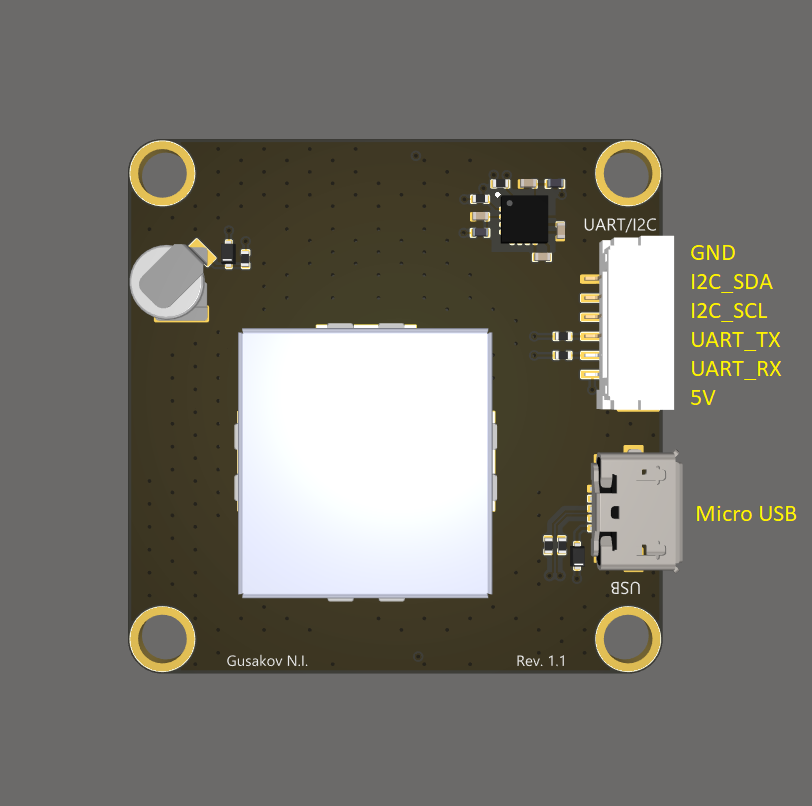 UART/I2C
GND
I2C_SDA
I2C_SCL
UART_TX
UART_RX
5V
Micro USB
USB
Gusakov N.I.
Rev. 1.1